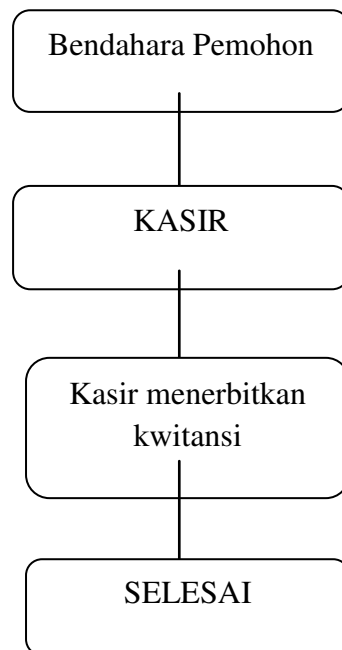 Bendahara Pemohon
KASIR
Kasir menerbitkan
kwitansi
SELESAI